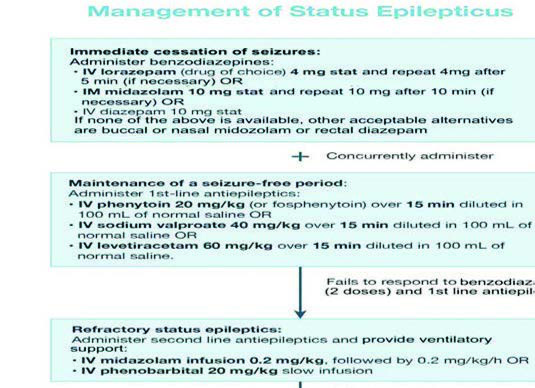 Management of Status Epilepticus
Immediate cessation of seizures:
Administer benzodiazepines:
• IV lorazepam (drug of choice) 4 mg stat and repeat 4mg after
5 min (if necessary) OR
• IM midazolam 10 mg stat and repeat 10 mg after 10 min (if
necessary) OR
• IV diazepam 10 mg stat
If none of the above is available, other acceptable alternatives
are buccal or nasal midozolam or rectal diazepam
+ Concurrently administer
Maintenance of a seizure-free period:
Administer 1st-line antiepileptics:
• IV phenytoin 20 mg/kg (or fosphenytoin) over 15 min diluted in
100 mL of normal saline OR
• IV sodium valproate 40 mg/kg over 15 min diluted in 100 mL of
normal saline OR
• IV levetiracetam 60 mg/kg over 15 min diluted in 100 mL of
normal saline.
Fails to respond to benzodiaz
(2 doses) and 1st line antiepil
Refractory status epileptics:
Administer second line antiepileptics and provide ventilatory
support:
• IV midazolam infusion 0.2 mg/kg, followed by 0.2 mg/kg/h OR
• IV phenobarbital 20 mg/kg slow infusion